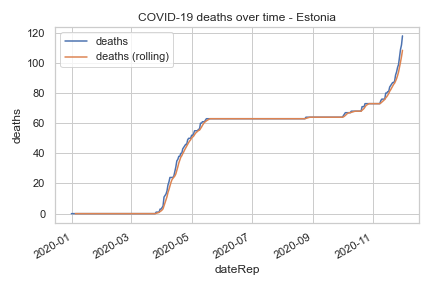 COVID-19 deaths over time - Estonia
deaths
deaths (rolling)
120
100
80
60
40
20
0
deaths
2020-01
2020-03
2020-05
2020-07
2020-09
2020-11
dateRep